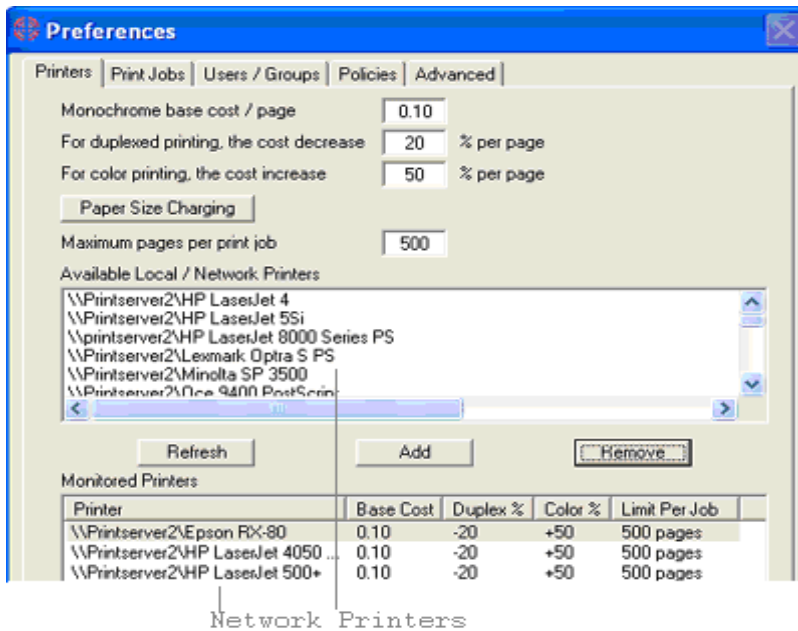 Preferences
Printers Print Jobs Users / Groups Policies Advanced
Monochrome base cost / page 0.10
For duplexed printing, the cost decrease 20 % per page
For color printing, the cost increase 50 % per page
Paper Size Charging
Maximum pages per print job 500
Available Local / Network Printers
\\Printserver2\HP LaserJet 4
\\Printserver2\HP LaserJet 5Si
\\printserver2\HP LaserJet 8000 Series PS
\\Printserver2\Lexmark Optra S PS
\\Printserver2\Minolta SP 3500
\\Printserver2\Oce 9400 PostScript
Refresh Add Remove
Monitored Printers
Printer Base Cost Duplex % Color % Limit Per Job
\\Printserver2\Epson RX-80 0.10 -20 +50 500 pages
\\Printserver2\HP LaserJet 4050 ... 0.10 -20 +50 500 pages
\\Printserver2\HP LaserJet 500+ 0.10 -20 +50 500 pages
Network Printers